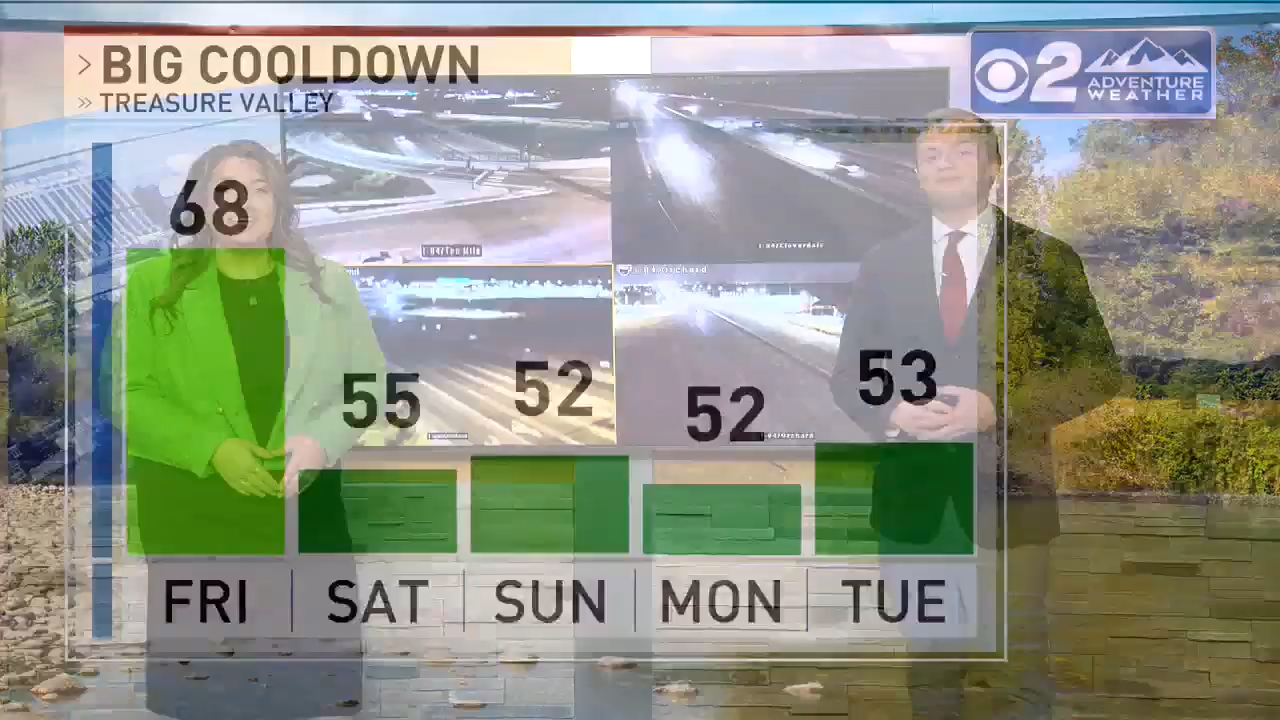 > BIG COOLDOWN
» TREASURE VALLEY
2 ADVENTURE
WEATHER
68
55
52
52
53
FRI
SAT
SUN
MON
TUE